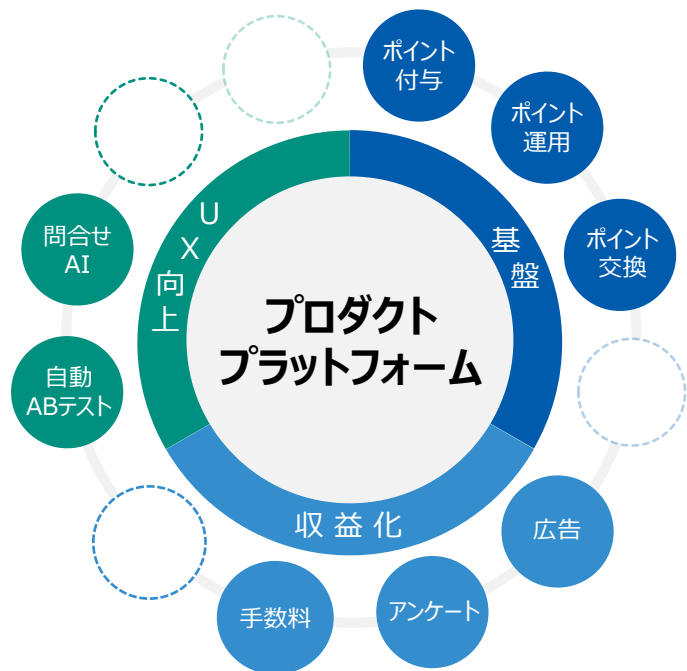 プロダクト
プラットフォーム
基盤
ポイント
付与
ポイント
運用
ポイント
交換
収益化
広告
アンケート
手数料
UX向上
自動
ABテスト
問合せ
AI